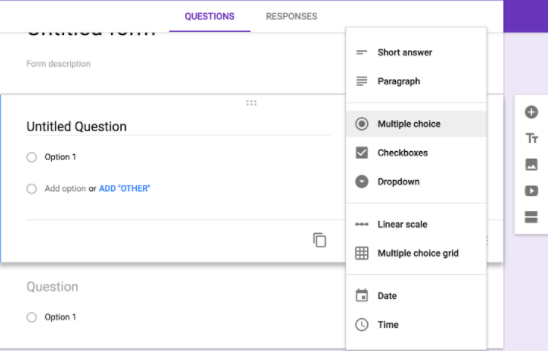 QUESTIONS RESPONSES
Untitled form
Form description
Untitled Question
Option 1
Add option or ADD "OTHER"
Question
Option 1
Short answer
Paragraph
Multiple choice
Checkboxes
Dropdown
Linear scale
Multiple choice grid
Date
Time
Tт